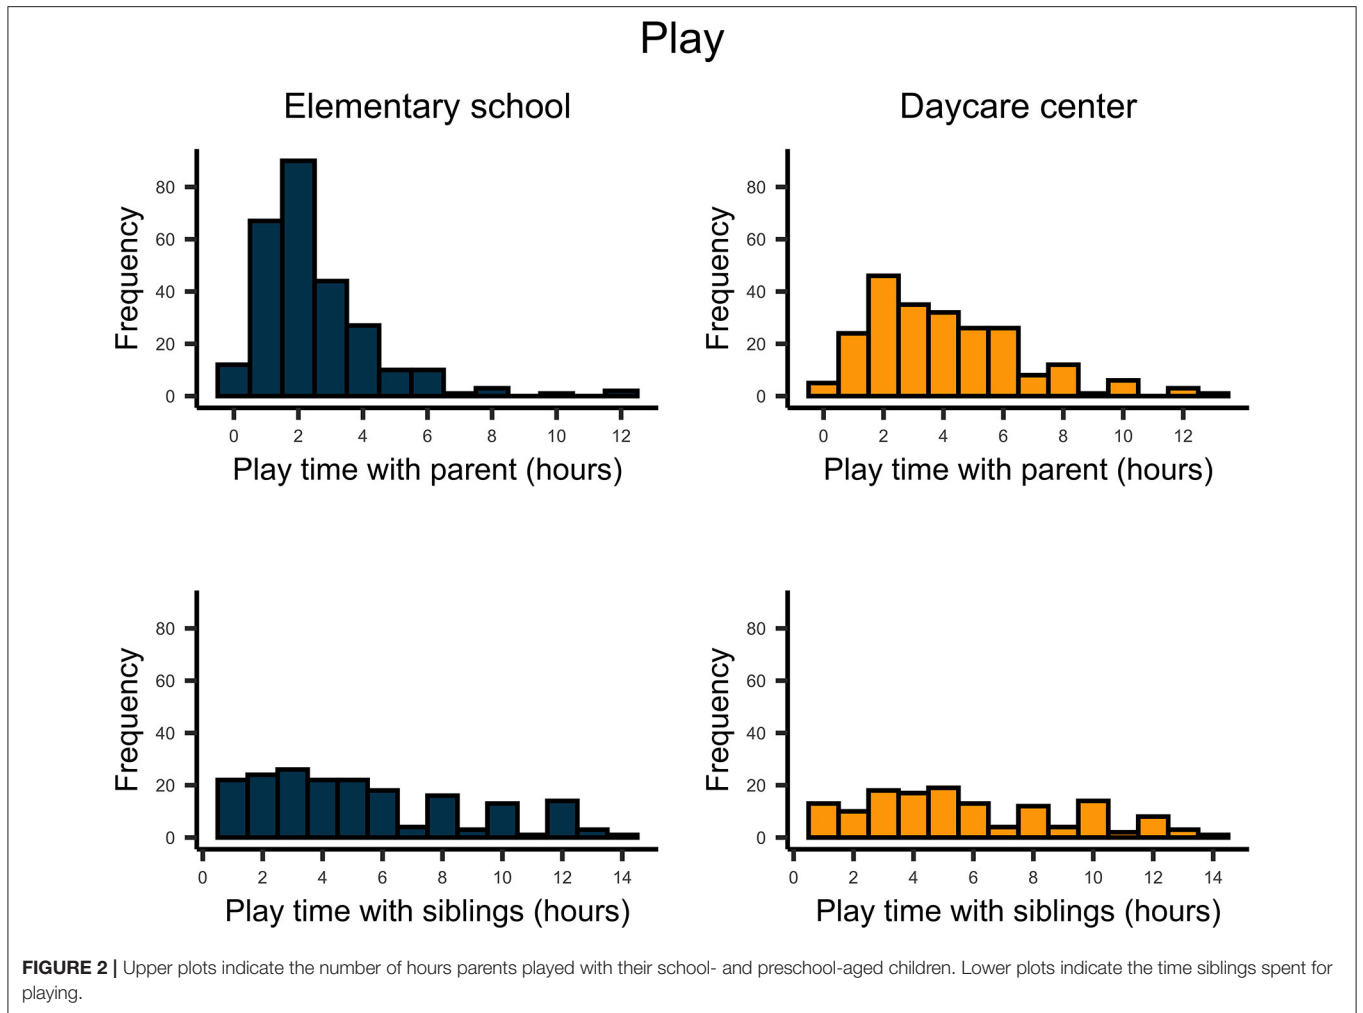 Play
Elementary school
Daycare center
Frequency
80
60
40
20
0
0 2 4 6 8 10 12
Play time with parent (hours)
Frequency
80
60
40
20
0
0 2 4 6 8 10 12
Play time with parent (hours)
Frequency
80
60
40
20
0
0 2 4 6 8 10 12 14
Play time with siblings (hours)
Frequency
80
60
40
20
0
0 2 4 6 8 10 12 14
Play time with siblings (hours)
FIGURE 2 | Upper plots indicate the number of hours parents played with their school- and preschool-aged children. Lower plots indicate the time siblings spent for
playing.